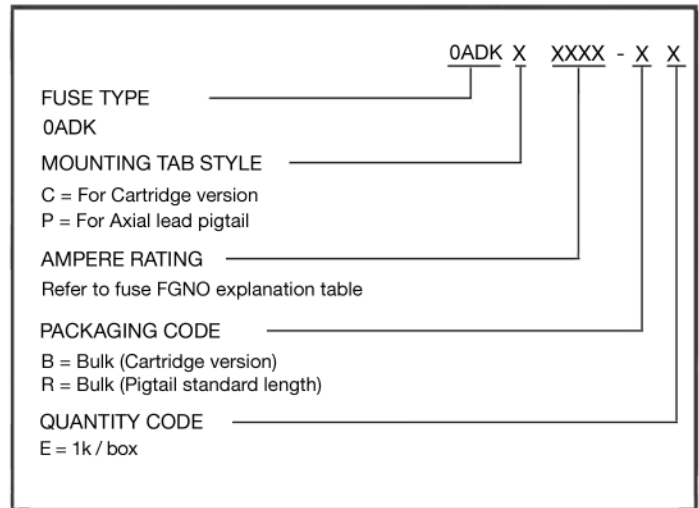 0ADK X XXXX - X X
FUSE TYPE
0ADK
MOUNTING TAB STYLE
C = For Cartridge version
P = For Axial lead pigtail
AMPERE RATING
Refer to fuse FGNO explanation table
PACKAGING CODE
B = Bulk (Cartridge version)
R = Bulk (Pigtail standard length)
QUANTITY CODE
E = 1k / box